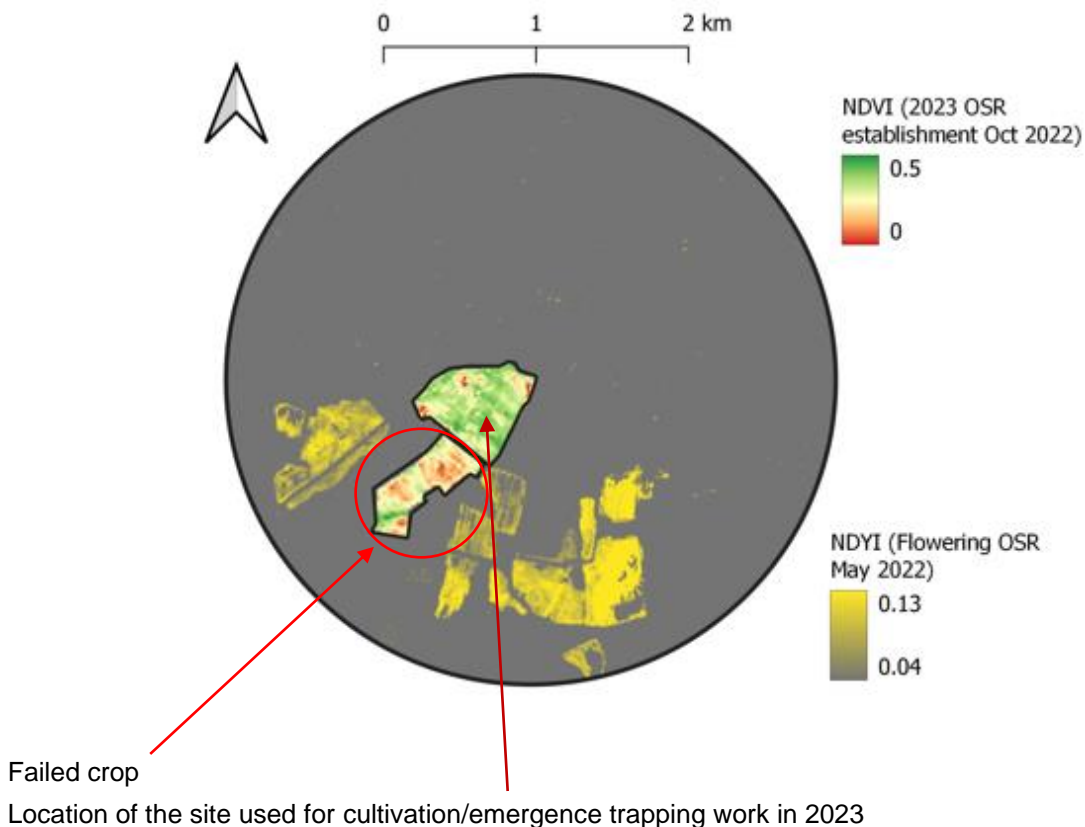 0 1 2 km
NDVI (2023 OSR
establishment Oct 2022)
0.5
0
NDYI (Flowering OSR
May 2022)
0.13
0.04
Failed crop
Location of the site used for cultivation/emergence trapping work in 2023